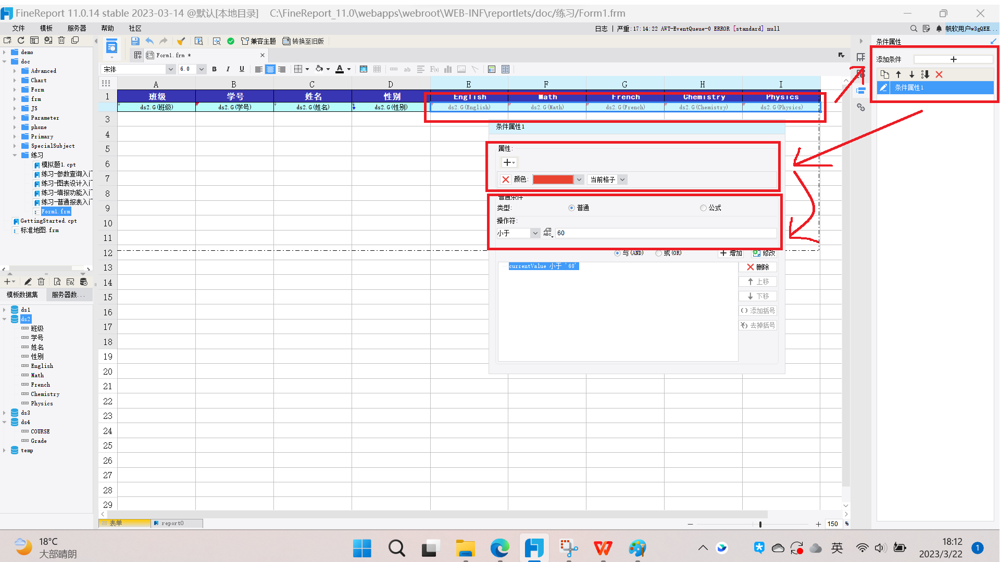 FineReport 11.0.14 stable 2023-03-14 @默认[本地目录] C:\FineReport_11.0\webapps\webroot\WEB-INF\reportlets/doc/练习/Form1.frm
文件 模板 服务器 帮助 社区
日志 | 严重:17:14:22 AWT-EventQueue-0 ERROR [standard] null
帆软用户w3gQEH...
兼容主题 转换至旧版
条件属性
Form1.frm *
添加条件
宋体 6.0 B I U A
条件属性1
demo
doc
Advanced
Chart
Form
frm
JS
Parameter
phone
Primary
SpecialSubject
练习
模拟题1.cpt
练习-参数查询入门
练习-图表设计入门
练习-填报功能入门
练习-普通报表入门
Form1.frm
GettingStarted.cpt
标准地图.frm
A B C D E F G H I
1 班级 学号 姓名 性别 English Math French Chemistry Physics
ds2.G(班级) ds2.G(学号) ds2.G(姓名) ds2.G(性别) ds2.G(English) ds2.G(Math) ds2.G(French) ds2.G(Chemistry) ds2.G(Physics)
3
4
5
6
7
8
9
10
11
12
13
14
15
16
17
18
19
20
21
22
23
24
25
26
27
28
29
条件属性1
属性:
颜色: 当前格子
普通条件
类型: 普通 公式
操作符:
小于 ABC 60
与(AND) 或(OR) 增加 修改
currentValue 小于 '60'
删除
上移
下移
添加括号
去掉括号
模板数据集 服务器数...
ds1
ds2
班级
学号
姓名
性别
English
Math
French
Chemistry
Physics
ds3
ds4
COURSE
Grade
temp
表单 report0
150 %
18°C
大部晴朗
英
18:12
2023/3/22
1